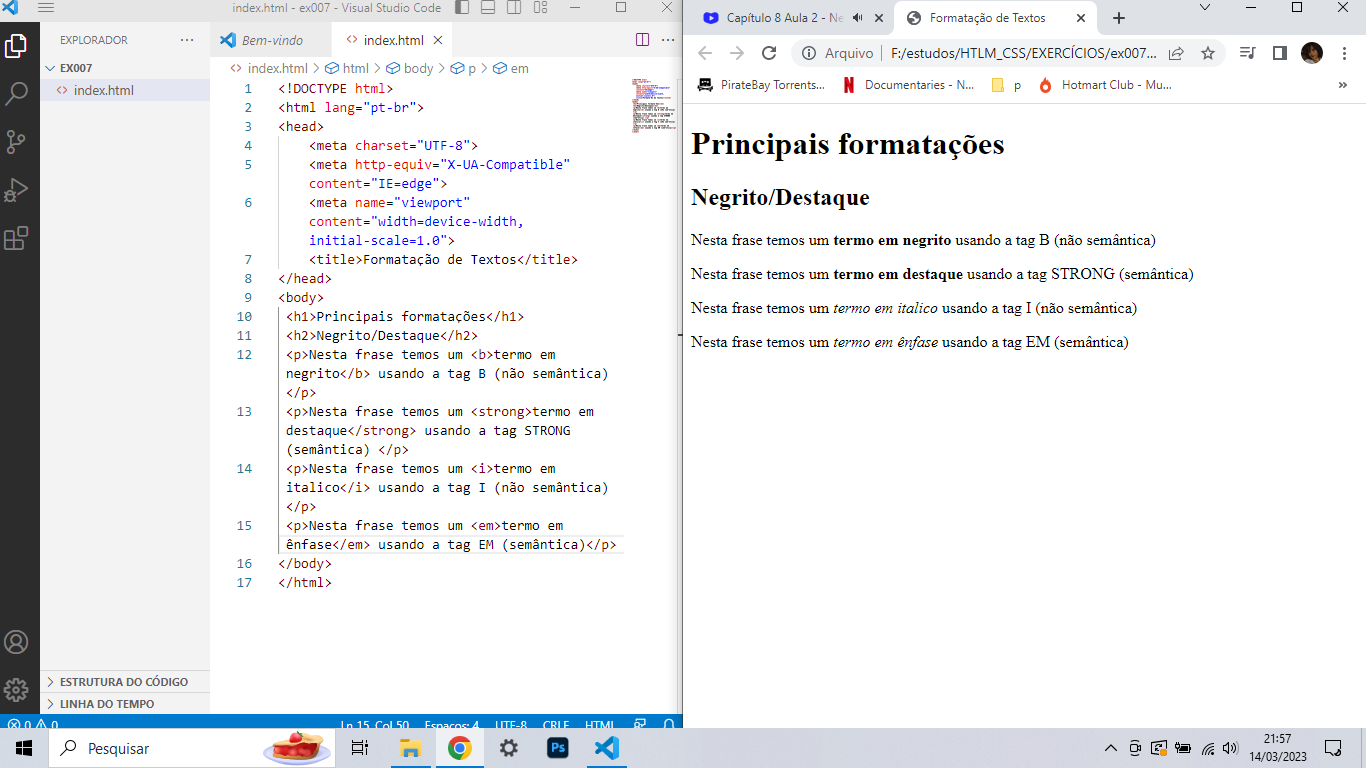 index.html - ex007 - Visual Studio Code
EXPLORADOR
EX007
index.html
ESTRUTURA DO CÓDIGO
LINHA DO TEMPO
Bem-vindo
index.html
index.html > html > body > p > em
1 <!DOCTYPE html>
2 <html lang="pt-br">
3 <head>
4 <meta charset="UTF-8">
5 <meta http-equiv="X-UA-Compatible"
content="IE=edge">
6 <meta name="viewport"
content="width=device-width,
initial-scale=1.0">
7 <title>Formatação de Textos</title>
8 </head>
9 <body>
10 <h1>Principais formatações</h1>
11 <h2>Negrito/Destaque</h2>
12 <p>Nesta frase temos um <b>termo em
negrito</b> usando a tag B (não semântica)
</p>
13 <p>Nesta frase temos um <strong>termo em
destaque</strong> usando a tag STRONG
(semântica) </p>
14 <p>Nesta frase temos um <i>termo em
italico</i> usando a tag I (não semântica)
</p>
15 <p>Nesta frase temos um <em>termo em
ênfase</em> usando a tag EM (semântica)</p>
16 </body>
17 </html>
0 0
Ln 15, Col 50 Espaços: 4 UTF-8 CRLF HTML
Capítulo 8 Aula 2 - Ne
Formatação de Textos
Arquivo F:/estudos/HTLM_CSS/EXERCÍCIOS/ex007...
PirateBay Torrents...
Documentaries - N...
p
Hotmart Club - Mu...
»
Principais formatações
Negrito/Destaque
Nesta frase temos um termo em negrito usando a tag B (não semântica)
Nesta frase temos um termo em destaque usando a tag STRONG (semântica)
Nesta frase temos um termo em italico usando a tag I (não semântica)
Nesta frase temos um termo em ênfase usando a tag EM (semântica)
Pesquisar
Ps
21:57
14/03/2023